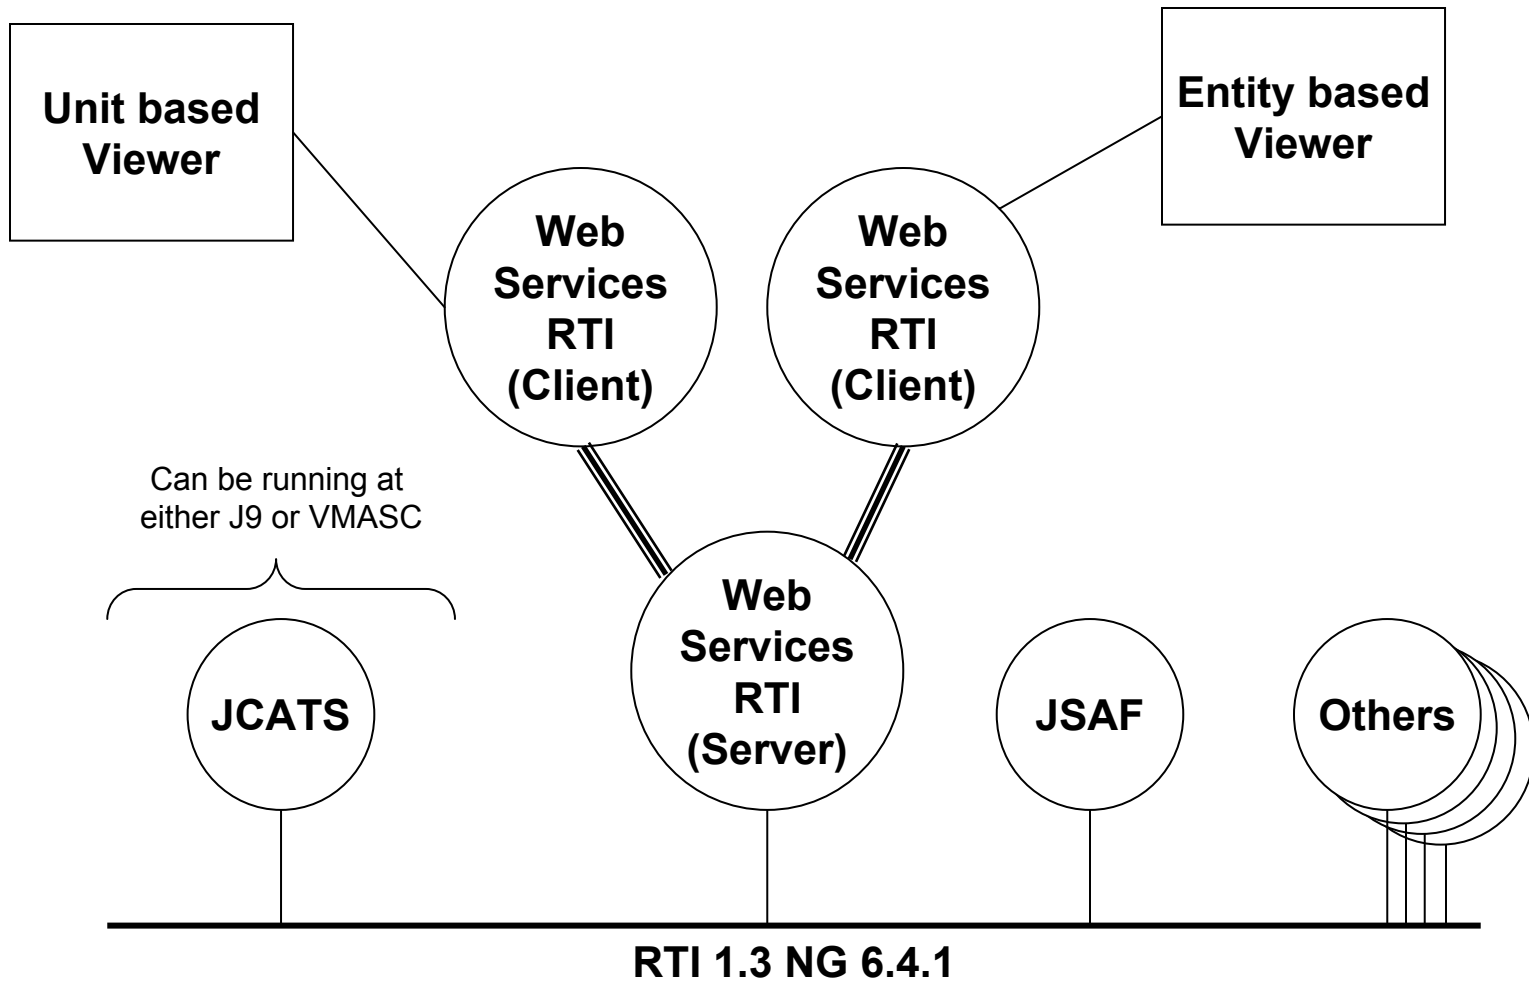 Unit based
Viewer
Entity based
Viewer
Web
Services
RTI
(Client)
Web
Services
RTI
(Client)
Can be running at
either J9 or VMASC
Web
Services
RTI
(Server)
JCATS
JSAF
Others
RTI 1.3 NG 6.4.1